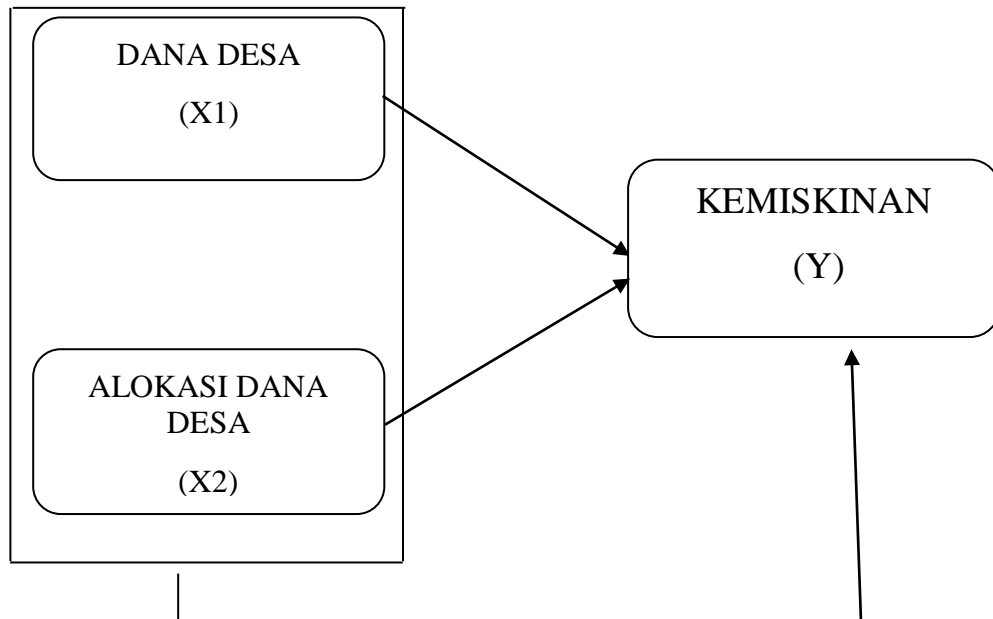 DANA DESA
(X1)
KEMISKINAN
(Y)
ALOKASI DANA
DESA
(X2)